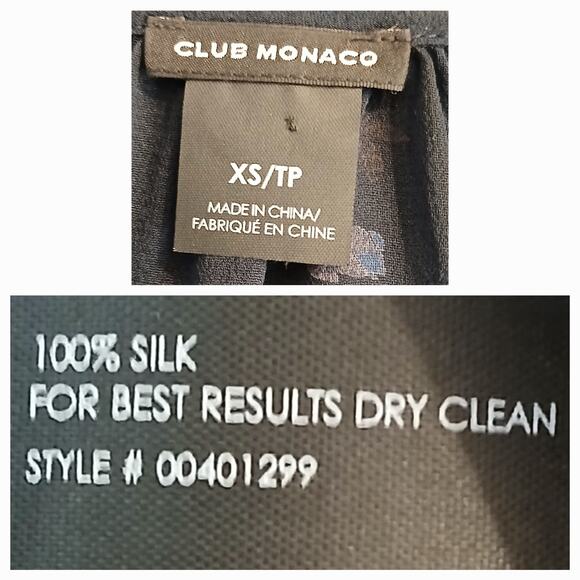 CLUB MONACO
XS/TP
MADE IN CHINA/
FABRIQUÉ EN CHINE
100% SILK
FOR BEST RESULTS DRY CLEAN
STYLE # 00401299